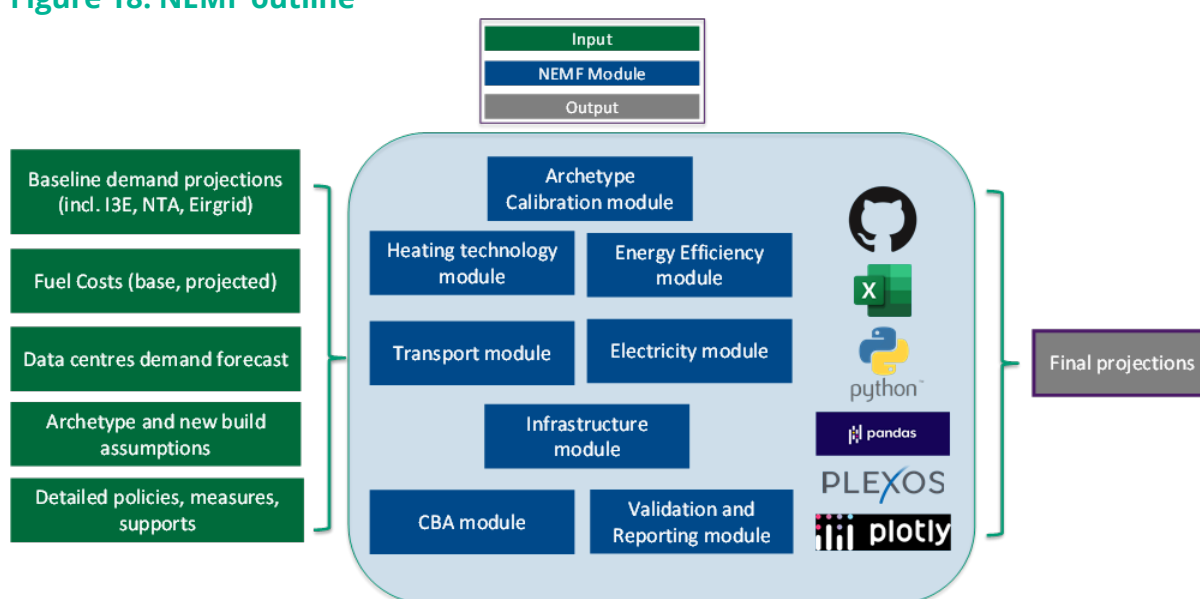 Figure 18: NEMF outline
Input
NEMF Module
Output
Baseline demand projections
(incl. I3E, NTA, Eirgrid)
Fuel Costs (base, projected)
Data centres demand forecast
Archetype and new build
assumptions
Detailed policies, measures,
supports
Archetype
Calibration module
Heating technology
module
Energy Efficiency
module
Transport module
Electricity module
Infrastructure
module
CBA module
Validation and
Reporting module
X
python™
pandas
PLEXOS
plotly
Final projections